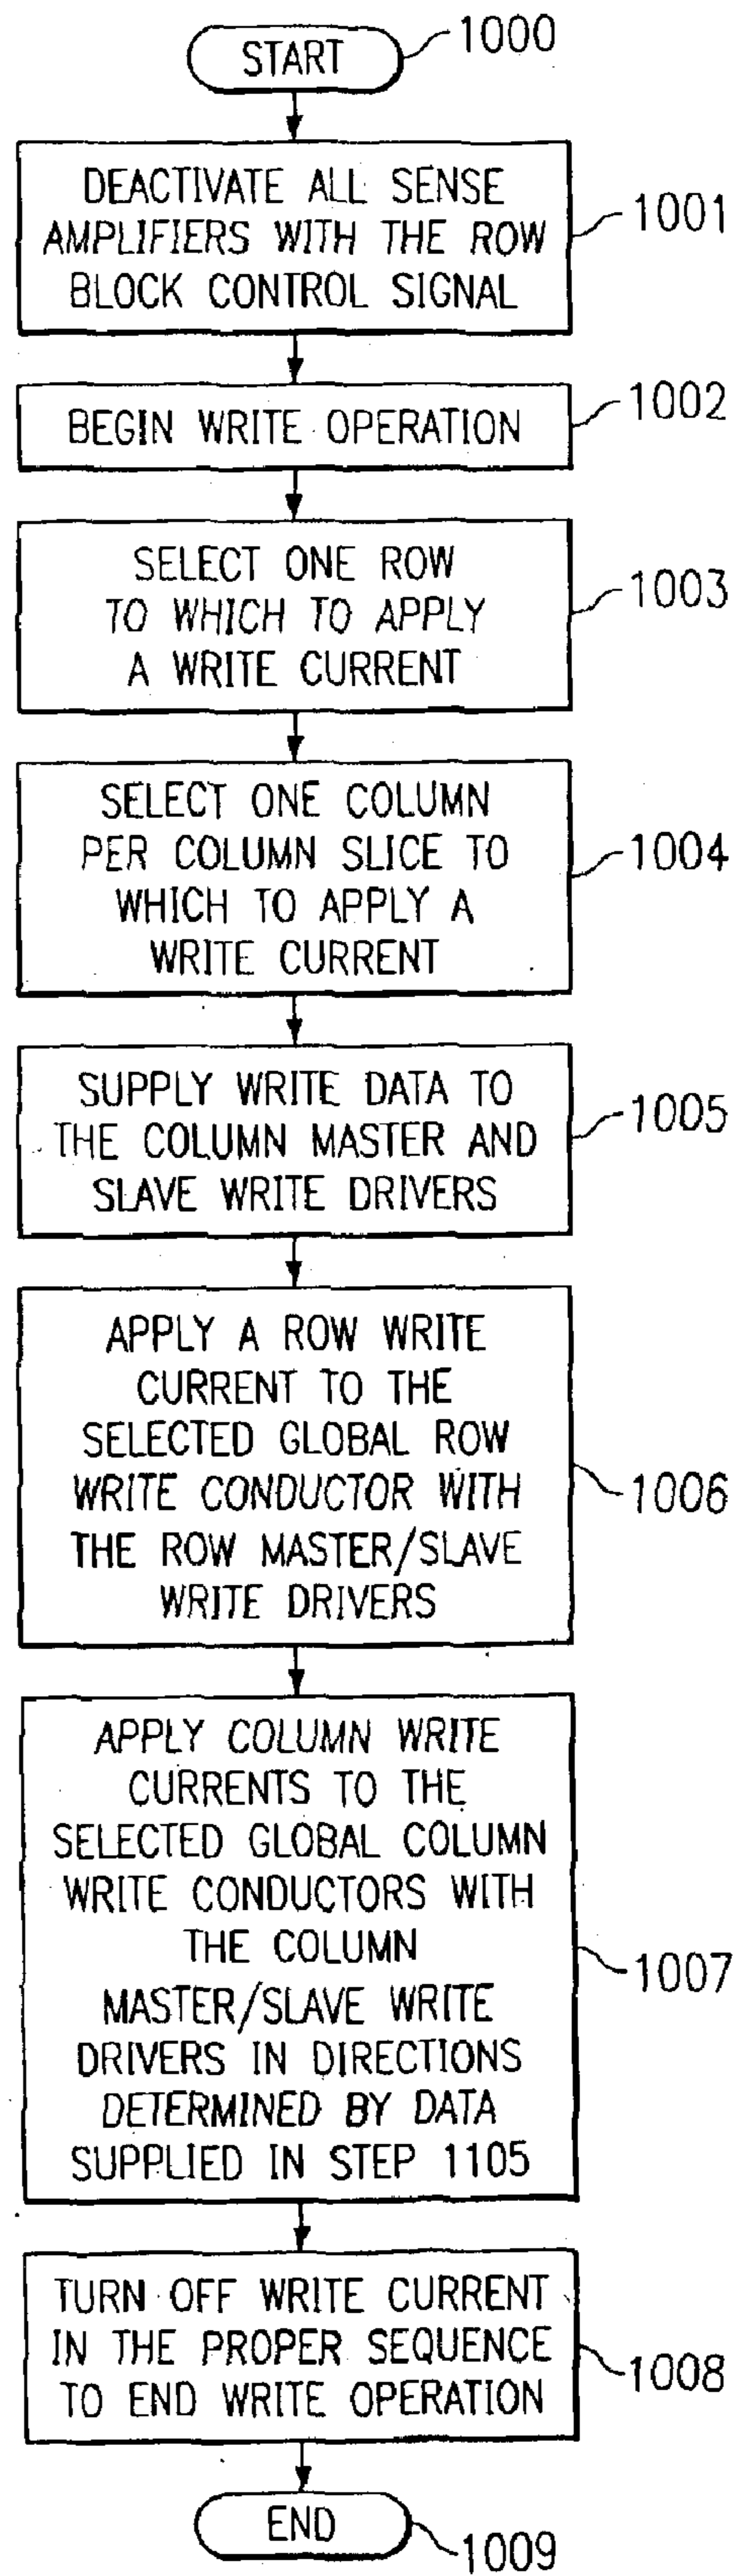 START
1000
DEACTIVATE ALL SENSE
AMPLIFIERS WITH THE ROW
BLOCK CONTROL SIGNAL
1001
BEGIN WRITE OPERATION
1002
SELECT ONE ROW
TO WHICH TO APPLY
A WRITE CURRENT
1003
SELECT ONE COLUMN
PER COLUMN SLICE TO
WHICH TO APPLY A
WRITE CURRENT
1004
SUPPLY WRITE DATA TO
THE COLUMN MASTER AND
SLAVE WRITE DRIVERS
1005
APPLY A ROW WRITE
CURRENT TO THE
SELECTED GLOBAL ROW
WRITE CONDUCTOR WITH
THE ROW MASTER/SLAVE
WRITE DRIVERS
1006
APPLY COLUMN WRITE
CURRENTS TO THE
SELECTED GLOBAL COLUMN
WRITE CONDUCTORS WITH
THE COLUMN
MASTER/SLAVE WRITE
DRIVERS IN DIRECTIONS
DETERMINED BY DATA
SUPPLIED IN STEP 1105
1007
TURN OFF WRITE CURRENT
IN THE PROPER SEQUENCE
TO END WRITE OPERATION
1008
END
1009